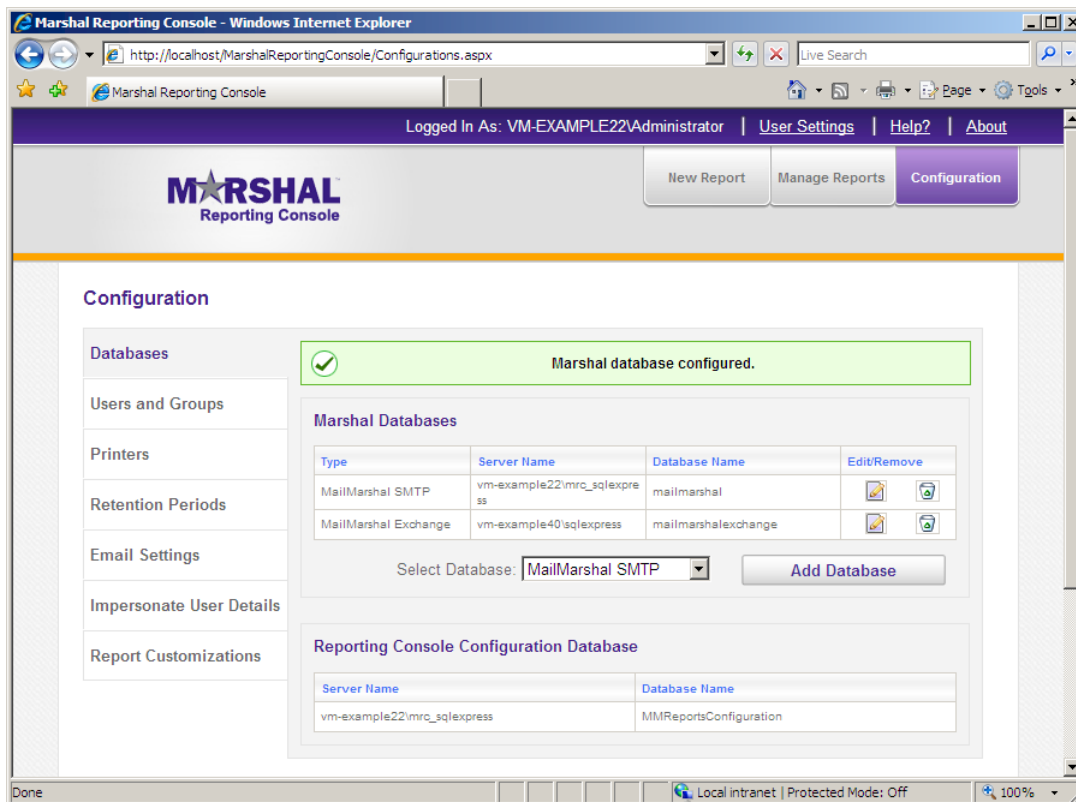 Marshal Reporting Console - Windows Internet Explorer
http://localhost/MarshalReportingConsole/Configurations.aspx
Live Search
Marshal Reporting Console
Page
Tools
Logged In As: VM-EXAMPLE22\Administrator | User Settings | Help? | About
MARSHAL
Reporting Console
New Report
Manage Reports
Configuration
Configuration
Databases
Users and Groups
Printers
Retention Periods
Email Settings
Impersonate User Details
Report Customizations
Marshal database configured.
Marshal Databases
Type Server Name Database Name Edit/Remove
MailMarshal SMTP vm-example22\mrc_sqlexpre
ss mailmarshal
MailMarshal Exchange vm-example40\sqlexpress mailmarshalexchange
Select Database: MailMarshal SMTP Add Database
Reporting Console Configuration Database
Server Name Database Name
vm-example22\mrc_sqlexpress MMReportsConfiguration
Done
Local intranet | Protected Mode: Off
100%